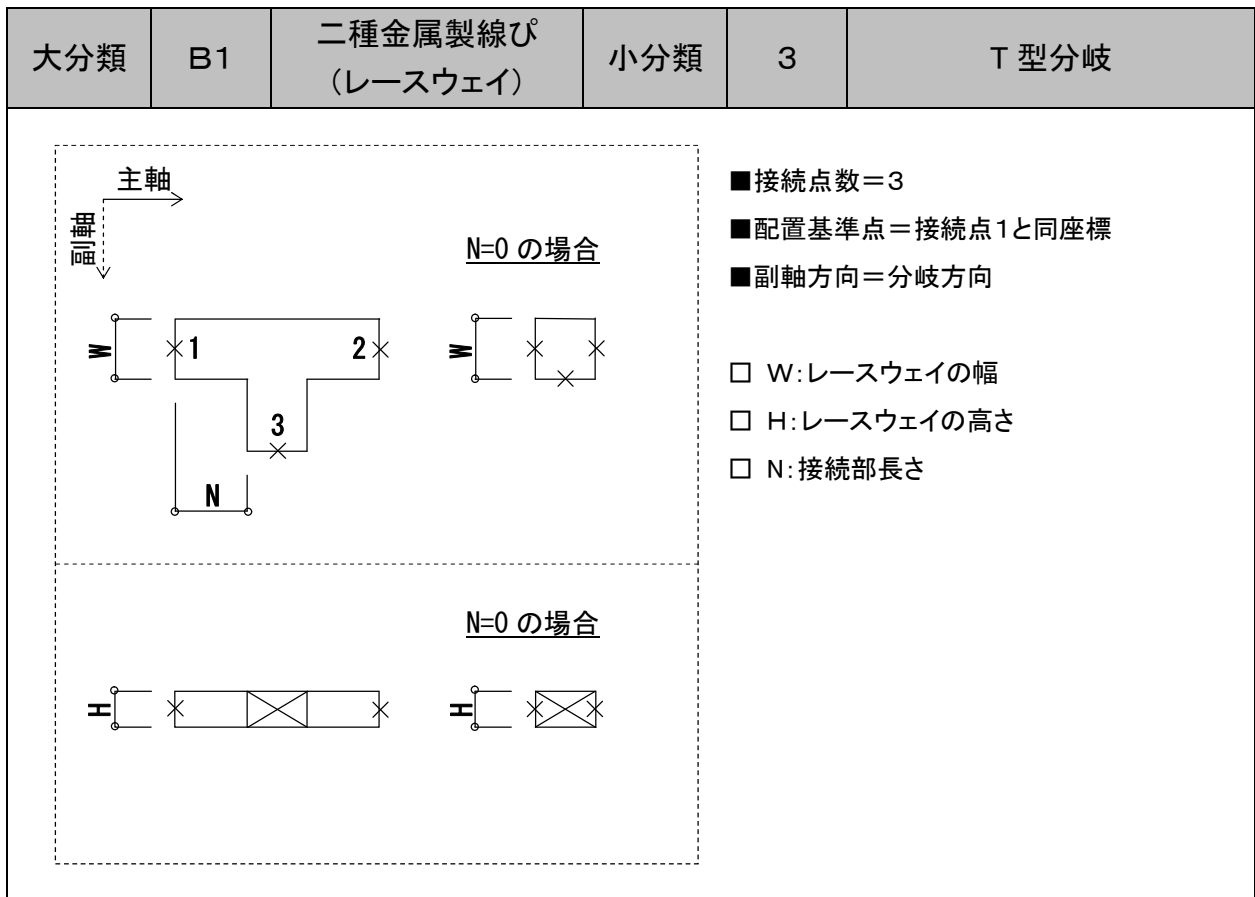 大分類 B1 二種金属製線ぴ(レースウェイ) 小分類 3 T型分岐
主軸
副軸
N=0 の場合
W 1 2 W
3
N
■接続点数=3
■配置基準点=接続点1と同座標
■副軸方向=分岐方向
□ W:レースウェイの幅
□ H:レースウェイの高さ
□ N:接続部長さ
N=0 の場合
H H